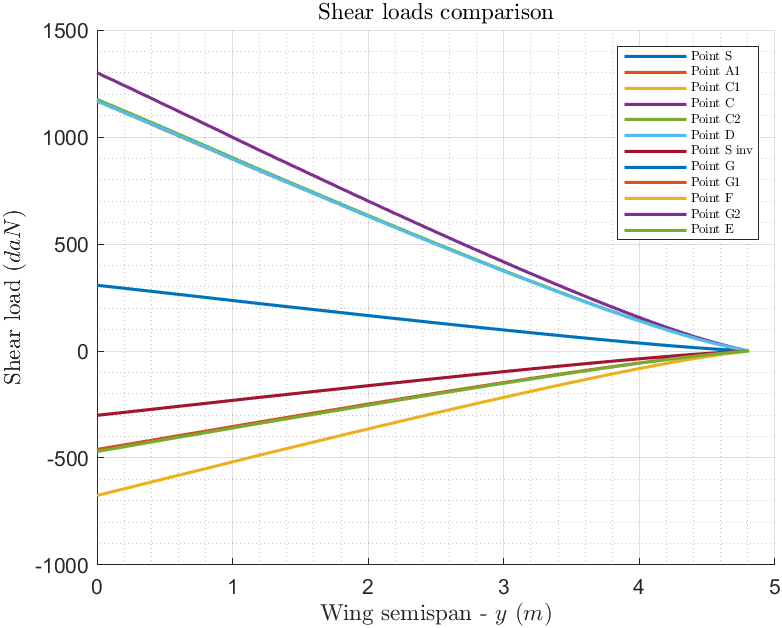 Shear loads comparison
1500
1000
500
0
-500
-1000
Shear load (daN)
Point S
Point A1
Point C1
Point C
Point C2
Point D
Point S inv
Point G
Point G1
Point F
Point G2
Point E
0 1 2 3 4 5
Wing semispan - y (m)